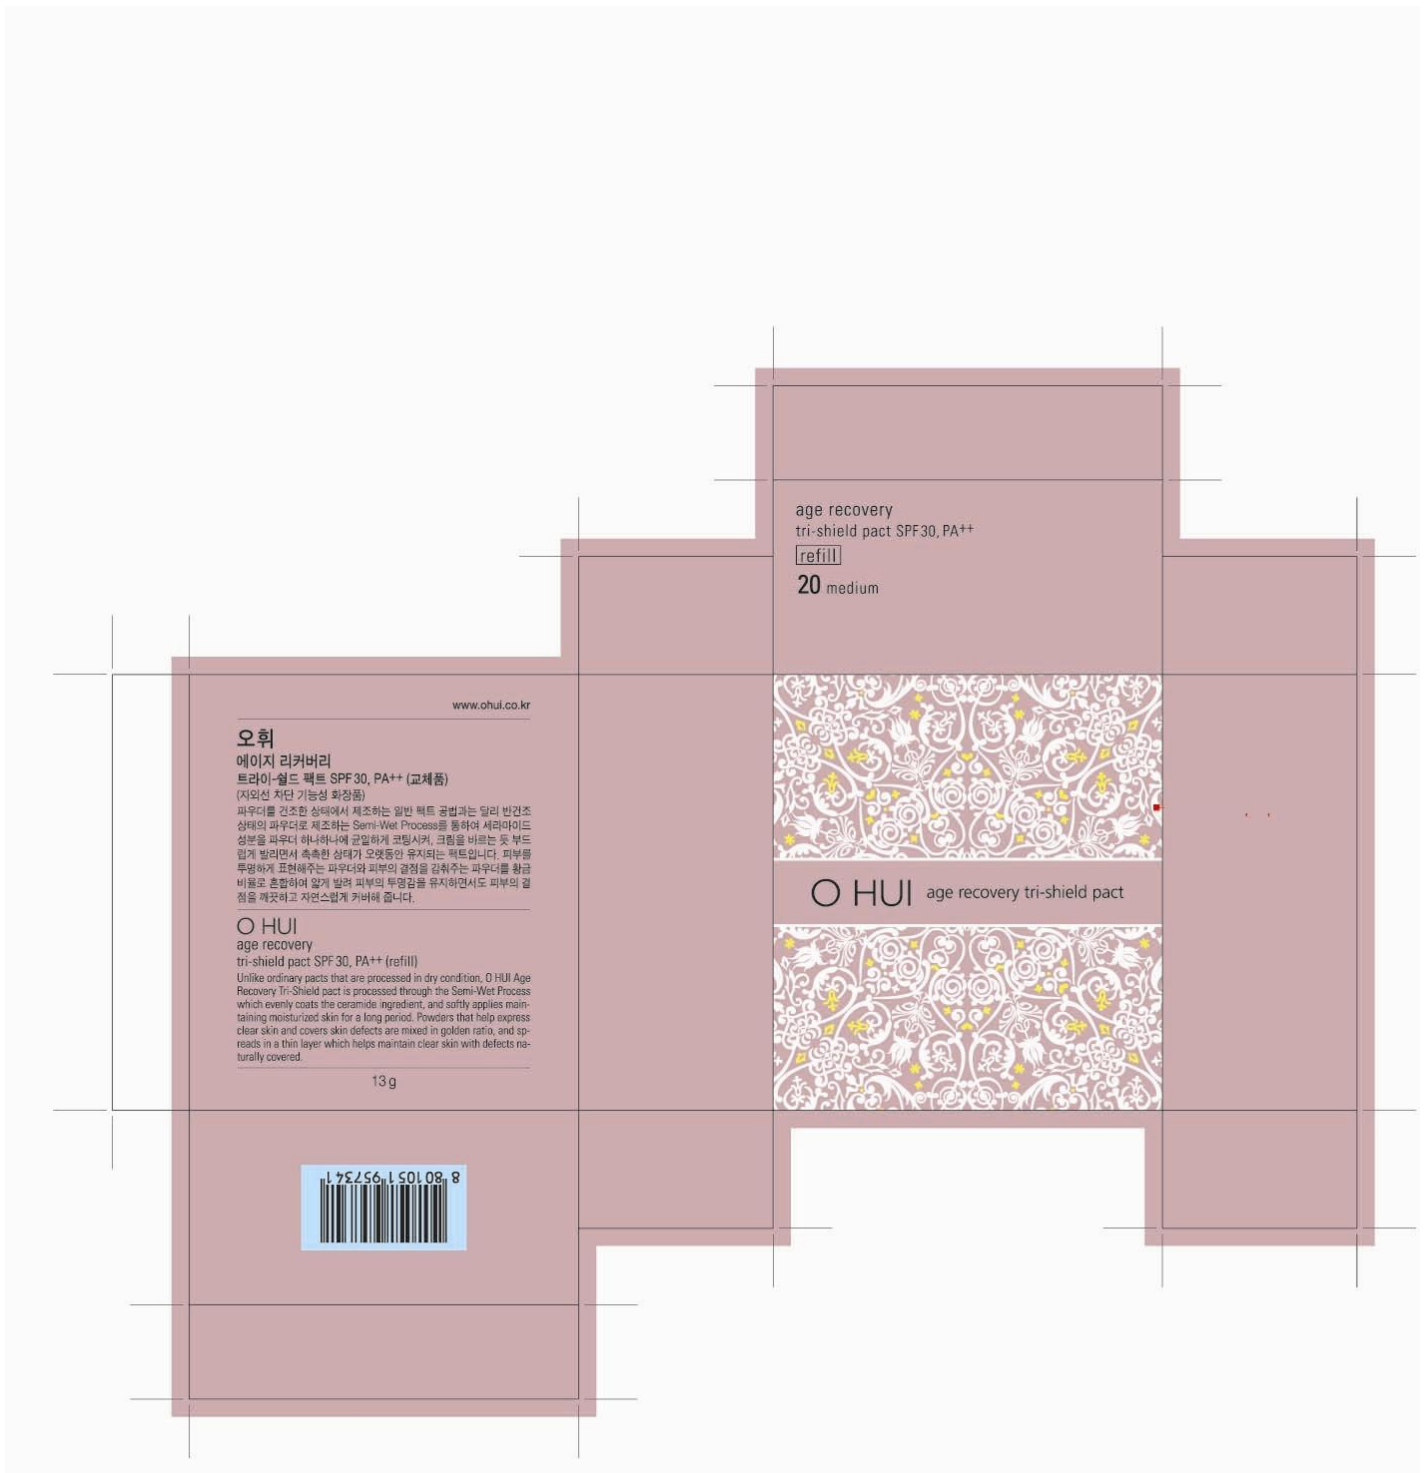 age recovery
tri-shield pact SPF30, PA++
refill
20 medium
www.ohui.co.kr
오휘
에이지 리커버리
트라이-쉴드 팩트 SPF30, PA++ (교체품)
(자외선 차단 기능성 화장품)
파우더를 건조한 상태에서 제조하는 일반 팩트 공법과는 달리 반건조
상태의 파우더로 제조하는 Semi-Wet Process를 통하여 세라마이드
성분을 파우더 하나하나에 균일하게 코팅시켜, 크림을 바르는 듯 부드
럽게 발리면서 촉촉한 상태가 오랫동안 유지되는 팩트입니다. 피부를
투명하게 표현해주는 파우더와 피부의 결점을 감춰주는 파우더를 황금
비율로 혼합하여 얇게 발려 피부의 투명감을 유지하면서도 피부의 결
점을 깨끗하고 자연스럽게 커버해 줍니다.
O HUI
age recovery
tri-shield pact SPF30, PA++ (refill)
Unlike ordinary pacts that are processed in dry condition, O HUI Age
Recovery Tri-Shield pact is processed through the Semi-Wet Process
which evenly coats the ceramide ingredient, and softly applies main-
taining moisturized skin for a long period. Powders that help express
clear skin and covers skin defects are mixed in golden ratio, and sp-
reads in a thin layer which helps maintain clear skin with defects na-
turally covered.
13 g
O HUI age recovery tri-shield pact
8 801051 957341